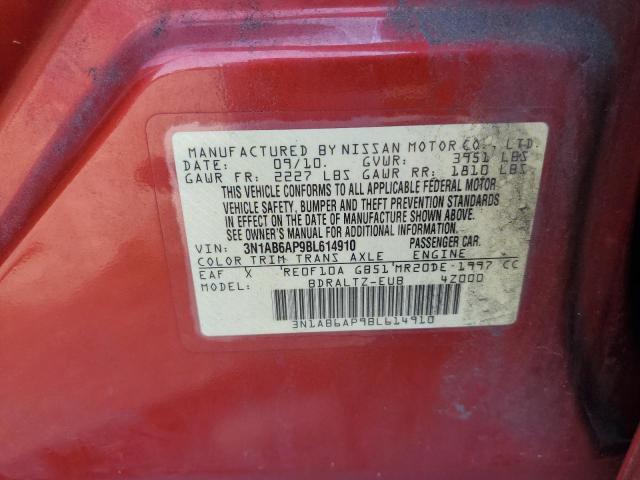 MANUFACTURED BY NISSAN MOTOR CO., LTD.
DATE: 09/10. GVWR: 3951 LBS
GAWR FR: 2227 LBS GAWR RR: 1810 LBS
THIS VEHICLE CONFORMS TO ALL APPLICABLE FEDERAL MOTOR
VEHICLE SAFETY, BUMPER AND THEFT PREVENTION STANDARDS
IN EFFECT ON THE DATE OF MANUFACTURE SHOWN ABOVE.
SEE OWNER'S MANUAL FOR ADDITIONAL INFORMATION.
VIN: 3N1AB6AP9BL614910 PASSENGER CAR.
COLOR TRIM TRANS AXLE ENGINE
EAF X 'RE0F10A GB51'MR20DE-1997 CC
MODEL: BDRALTZ-EUB 4Z000
3N1AB6AP9BL614910